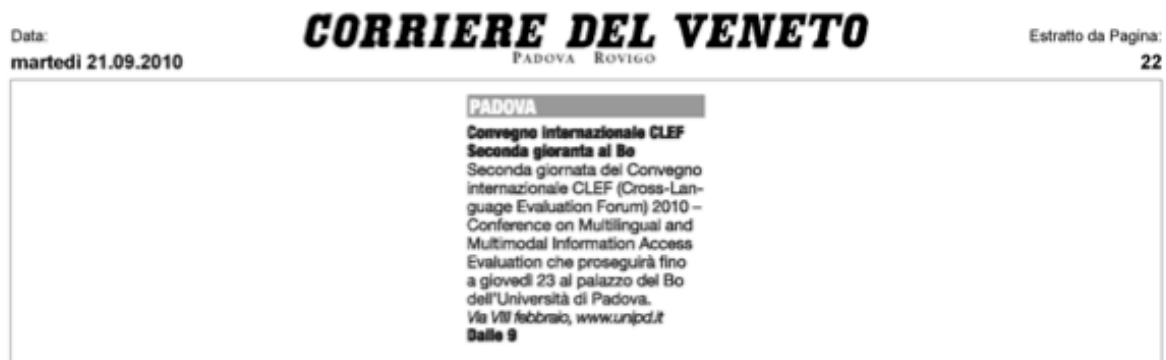 Data:
martedì 21.09.2010
CORRIERE DEL VENETO
PADOVA ROVIGO
Estratto da Pagina:
22
PADOVA
Convegno internazionale CLEF
Seconda gioranta al Bo
Seconda giornata del Convegno
internazionale CLEF (Cross-Lan-
guage Evaluation Forum) 2010 –
Conference on Multilingual and
Multimodal Information Access
Evaluation che proseguirà fino
a giovedì 23 al palazzo del Bo
dell'Università di Padova.
Via VIII febbraio, www.unipd.it
Dalle 9